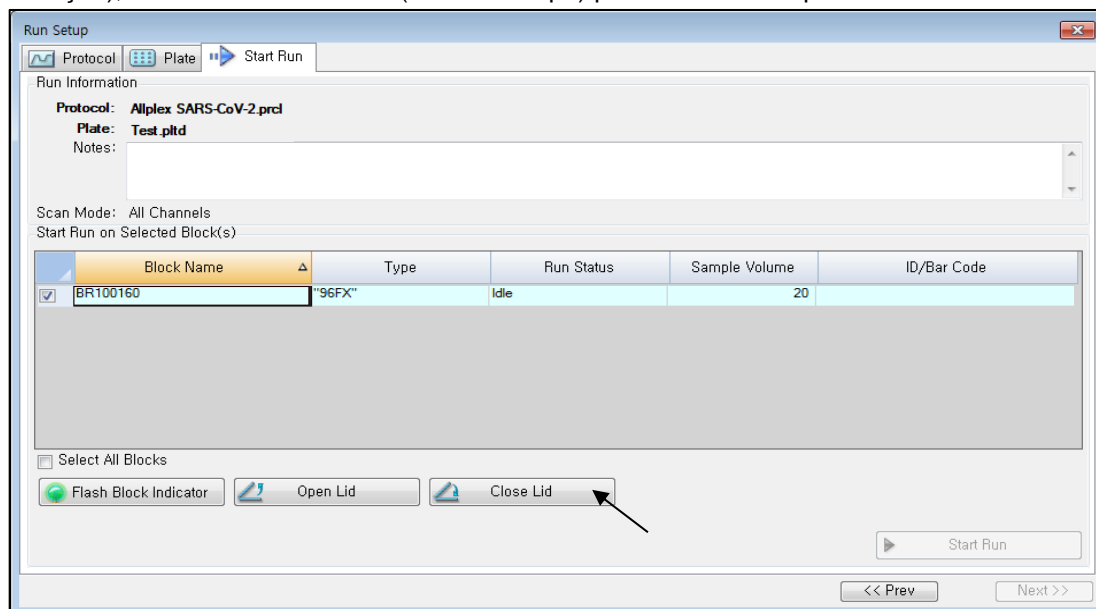 Run Setup
Protocol Plate Start Run
Run Information
Protocol: Allplex SARS-CoV-2.prcl
Plate: Test.pltd
Notes:
Scan Mode: All Channels
Start Run on Selected Block(s)
Block Name Type Run Status Sample Volume ID/Bar Code
BR100160 "96FX" Idle 20
Select All Blocks
Flash Block Indicator Open Lid Close Lid
Start Run
<< Prev Next >>